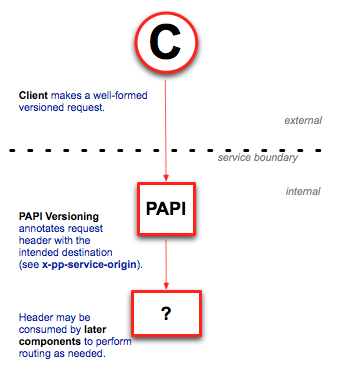 C
Client makes a well-formed
versioned request.
external
service boundary
internal
PAPI
PAPI Versioning
annotates request
header with the
intended destination
(see x-pp-service-origin).
?
Header may be
consumed by later
components to perform
routing as needed.